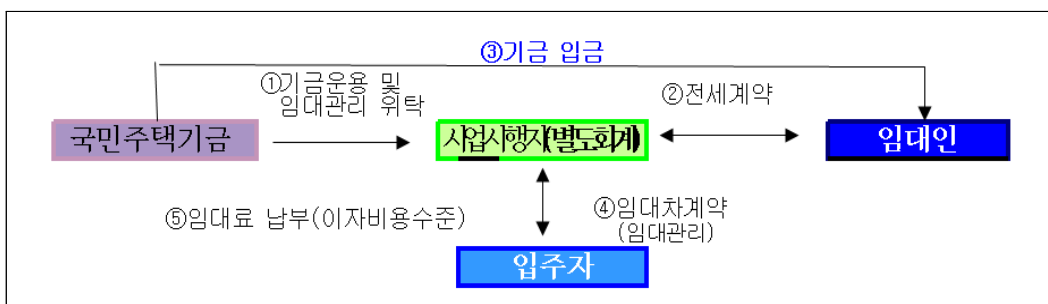 ③기금 입금
①기금운용 및
임대관리 위탁
②전세계약
국민주택기금
사업시행자(별도회계)
임대인
⑤임대료 납부(이자비용수준)
④임대차계약
(임대관리)
입주자